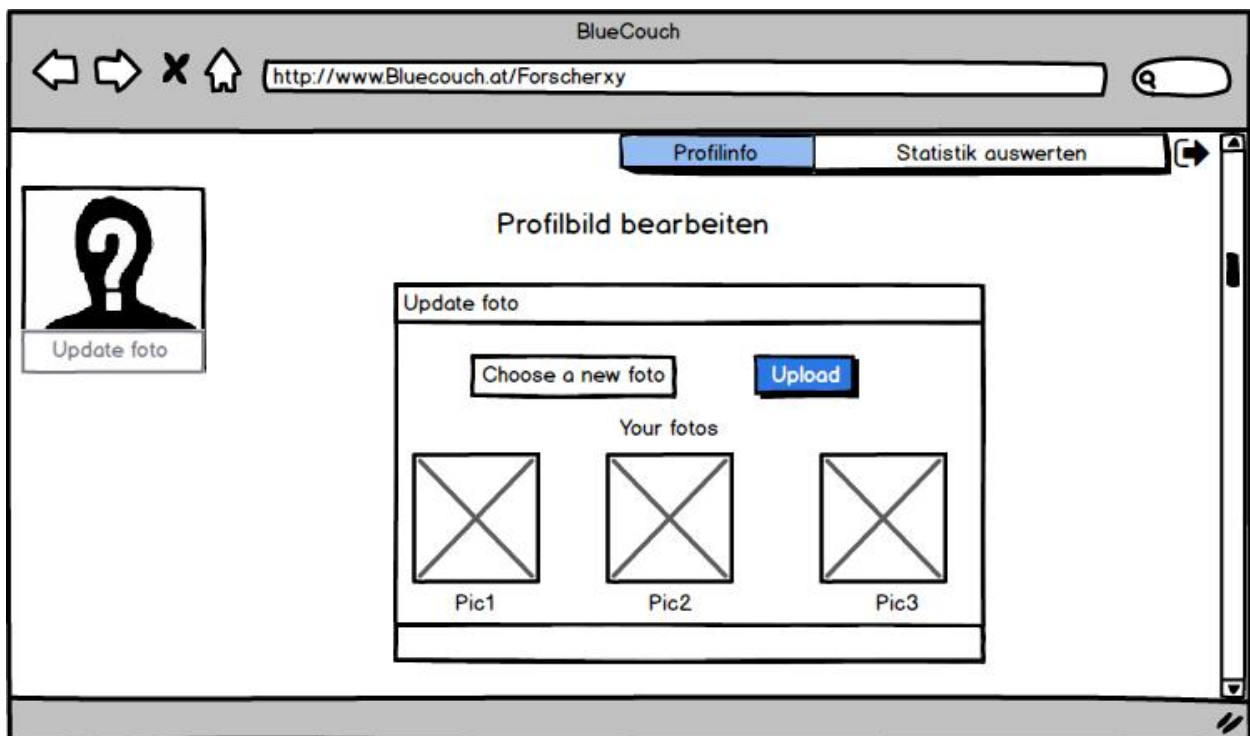 BlueCouch
http://www.Bluecouch.at/Forscherxy
Profilinfo
Statistik auswerten
Update foto
Profilbild bearbeiten
Update foto
Choose a new foto
Upload
Your fotos
Pic1
Pic2
Pic3